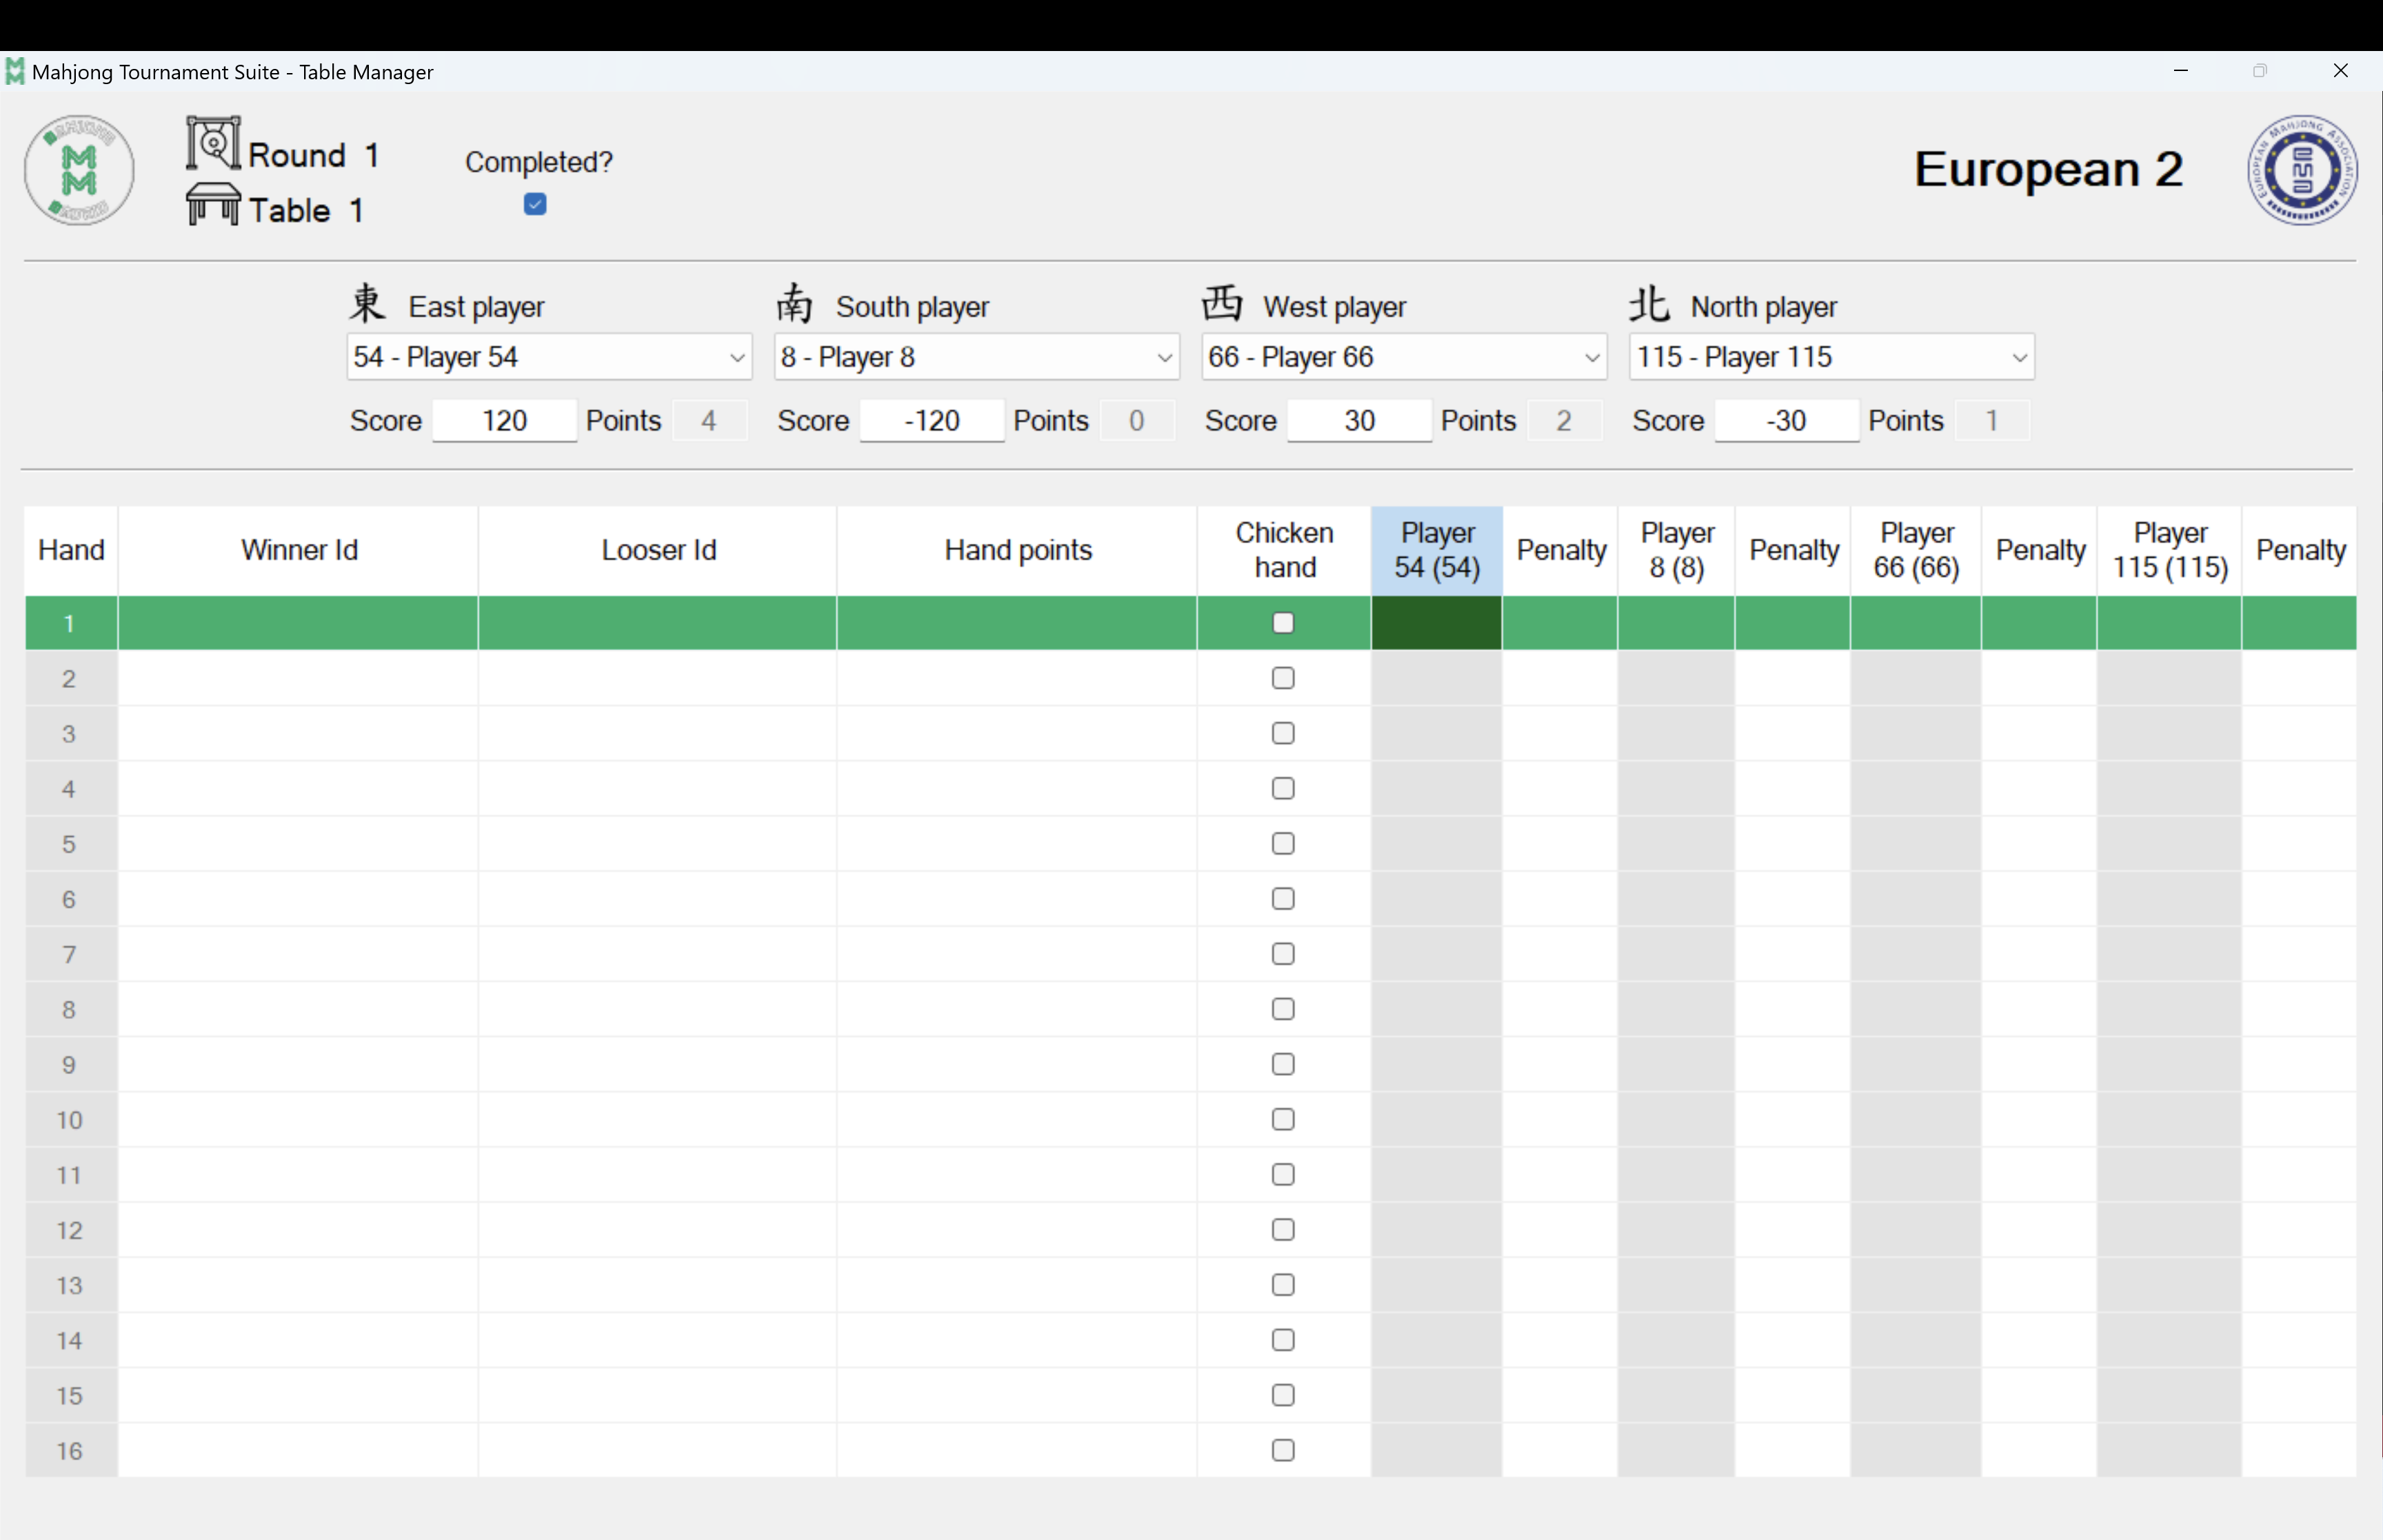 Mahjong Tournament Suite - Table Manager
Round 1
Table 1
Completed?
European 2
EUROPEAN MAHJONG ASSOCIATION
東 East player
南 South player
西 West player
北 North player
54 - Player 54
8 - Player 8
66 - Player 66
115 - Player 115
Score 120 Points 4
Score -120 Points 0
Score 30 Points 2
Score -30 Points 1
Hand
Winner Id
Looser Id
Hand points
Chicken
hand
Player
54 (54)
Penalty
Player
8 (8)
Penalty
Player
66 (66)
Penalty
Player
115 (115)
Penalty
1
2
3
4
5
6
7
8
9
10
11
12
13
14
15
16